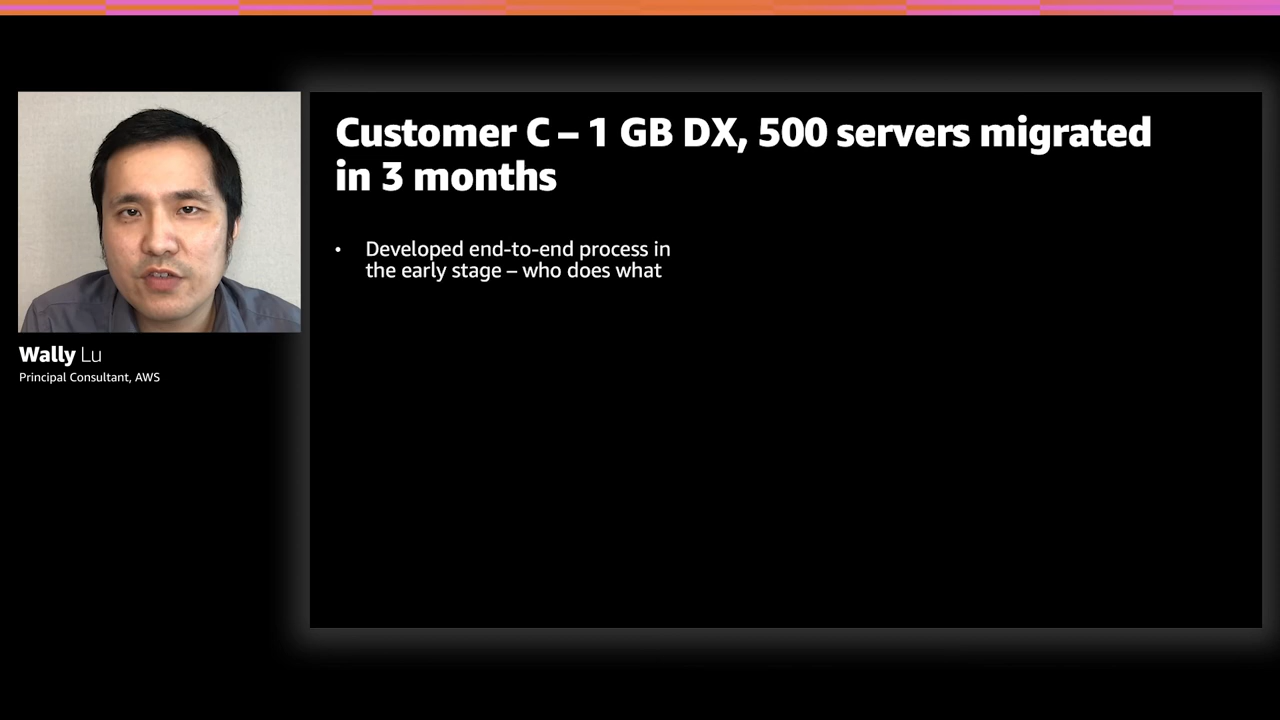 Customer C – 1 GB DX, 500 servers migrated
in 3 months
• Developed end-to-end process in
the early stage – who does what
Wally Lu
Principal Consultant, AWS